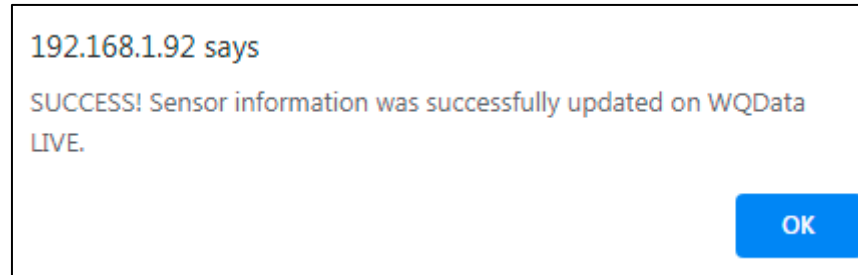 192.168.1.92 says
SUCCESS! Sensor information was successfully updated on WQData
LIVE.
OK